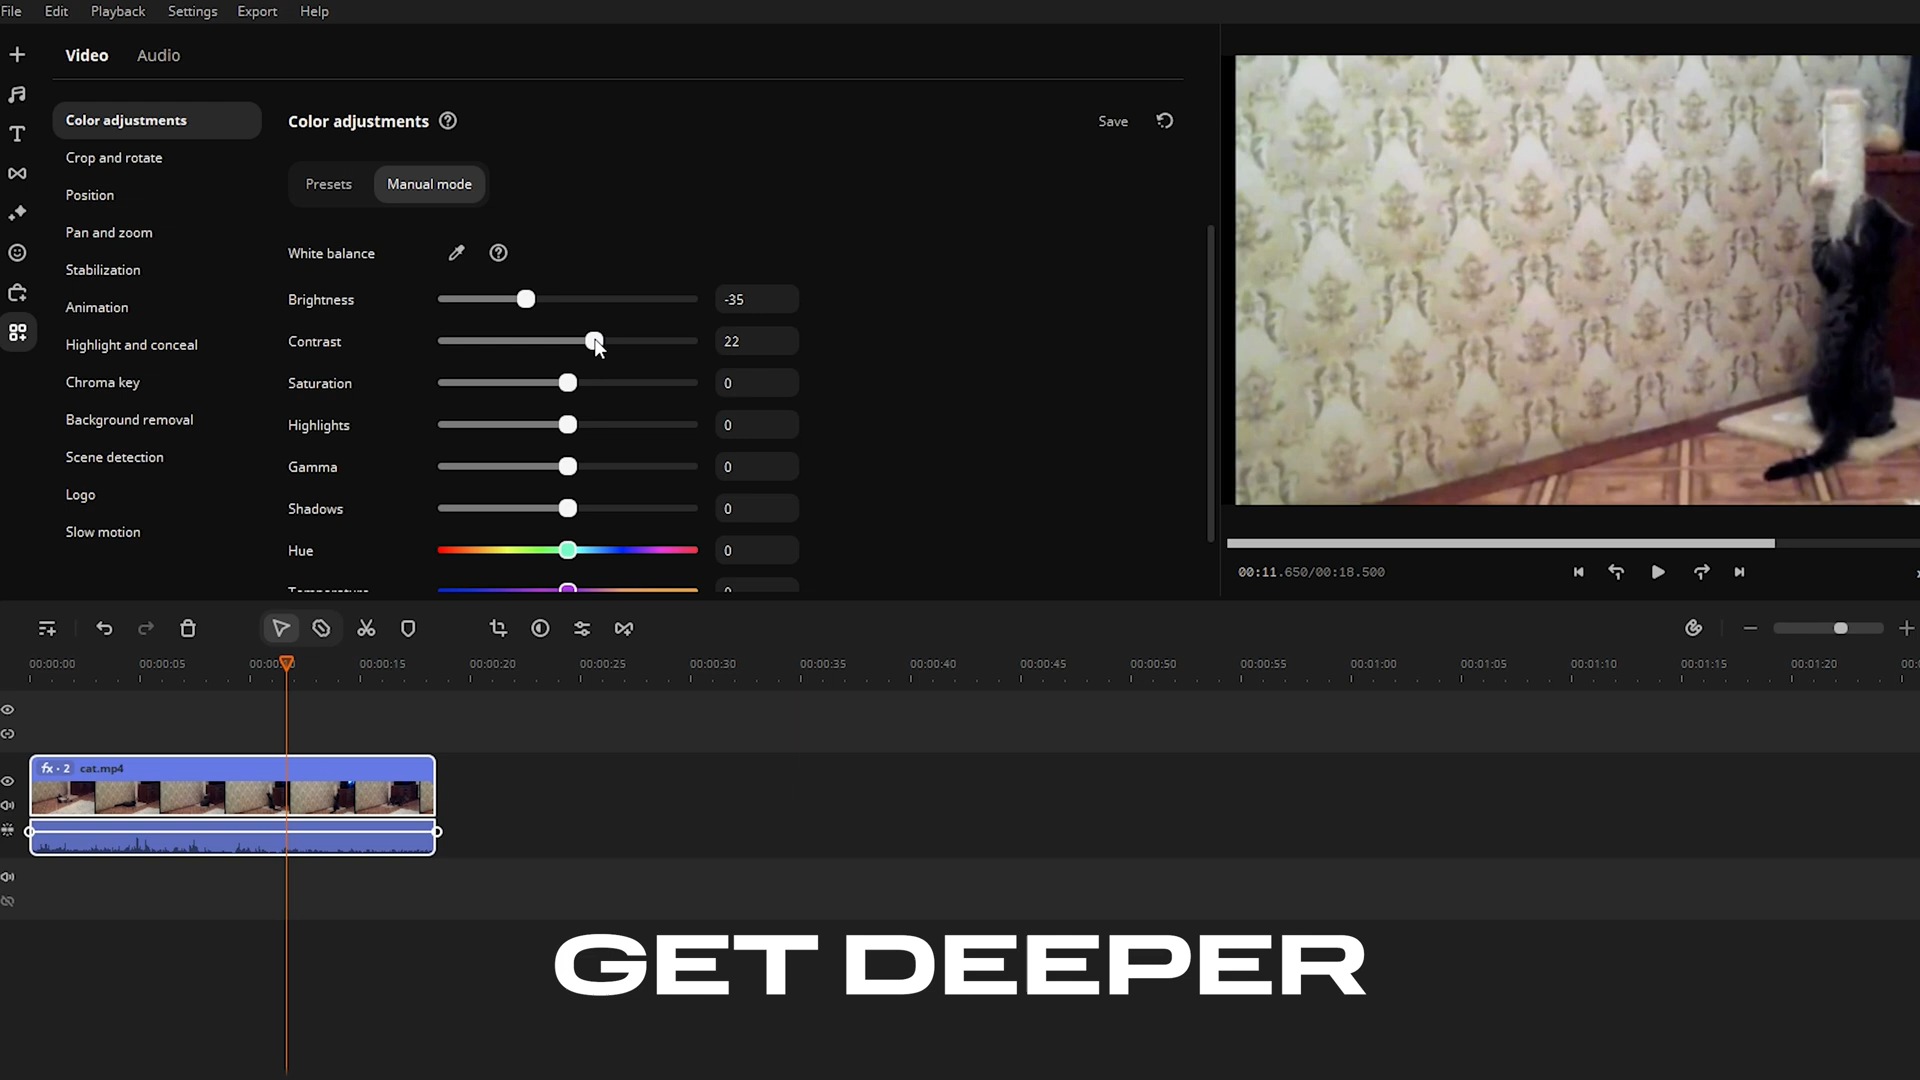 File Edit Playback Settings Export Help
Video Audio
Color adjustments
Crop and rotate
Position
Pan and zoom
Stabilization
Animation
Highlight and conceal
Chroma key
Background removal
Scene detection
Logo
Slow motion
Color adjustments Save
Presets Manual mode
White balance
Brightness -35
Contrast 22
Saturation 0
Highlights 0
Gamma 0
Shadows 0
Hue 0
Temperature 0
00:11.650/00:18.500
00:00:00 00:00:05 00:00:10 00:00:15 00:00:20 00:00:25 00:00:30 00:00:35 00:00:40 00:00:45 00:00:50 00:00:55 00:01:00 00:01:05 00:01:10 00:01:15 00:01:20
fx · 2 cat.mp4
GET DEEPER